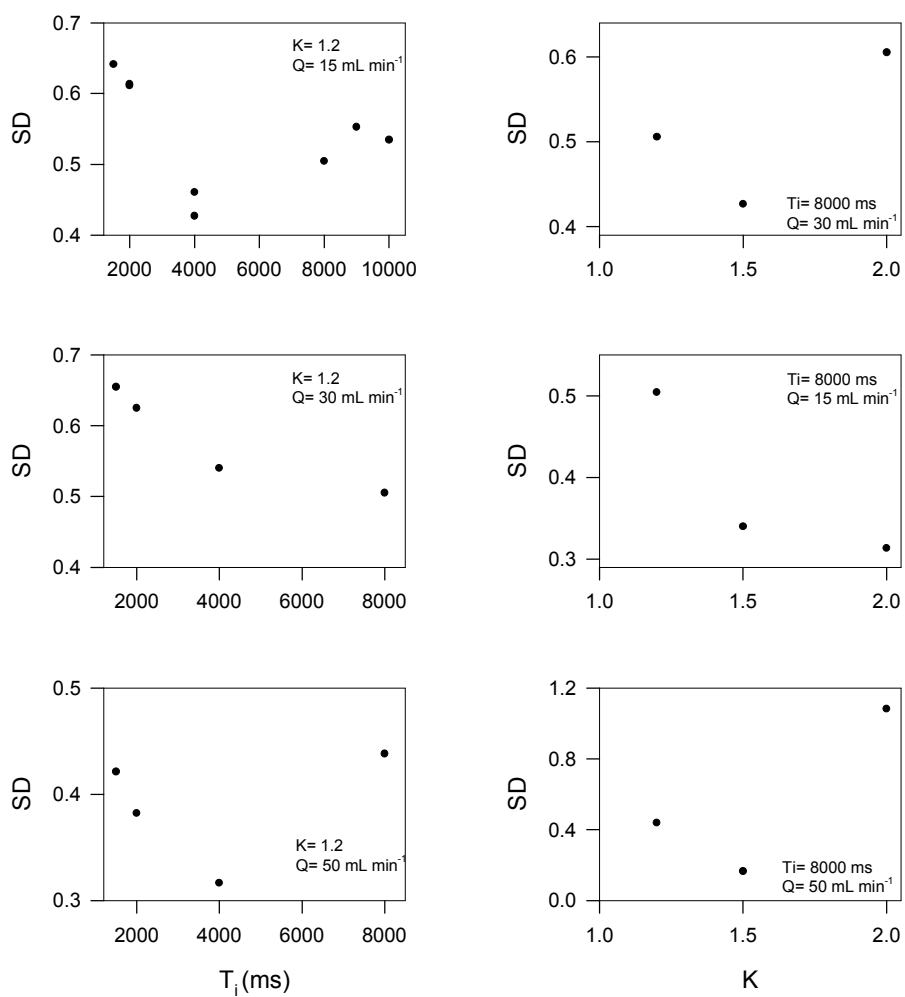 0.7
0.6
0.5
0.4
SD
K= 1.2
Q= 15 mL min-1
2000 4000 6000 8000 10000
0.6
0.5
0.4
SD
Ti= 8000 ms
Q= 30 mL min-1
1.0 1.5 2.0
0.7
0.6
0.5
0.4
SD
K= 1.2
Q= 30 mL min-1
2000 4000 6000 8000
0.5
0.4
0.3
SD
Ti= 8000 ms
Q= 15 mL min-1
1.0 1.5 2.0
0.5
0.4
0.3
SD
K= 1.2
Q= 50 mL min-1
2000 4000 6000 8000
Ti (ms)
1.2
0.8
0.4
0.0
SD
Ti= 8000 ms
Q= 50 mL min-1
1.0 1.5 2.0
K